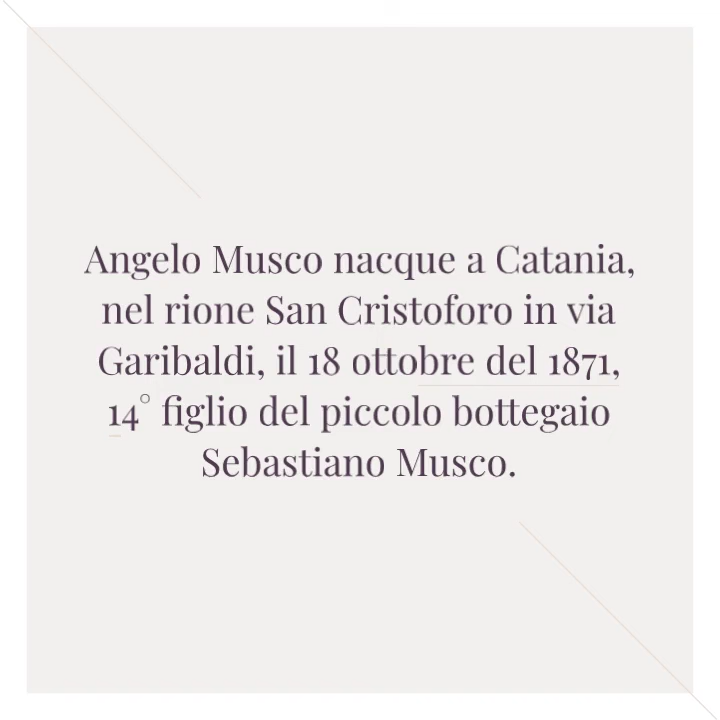 Angelo Musco nacque a Catania,
nel rione San Cristoforo in via
Garibaldi, il 18 ottobre del 1871,
14° figlio del piccolo bottegaio
Sebastiano Musco.